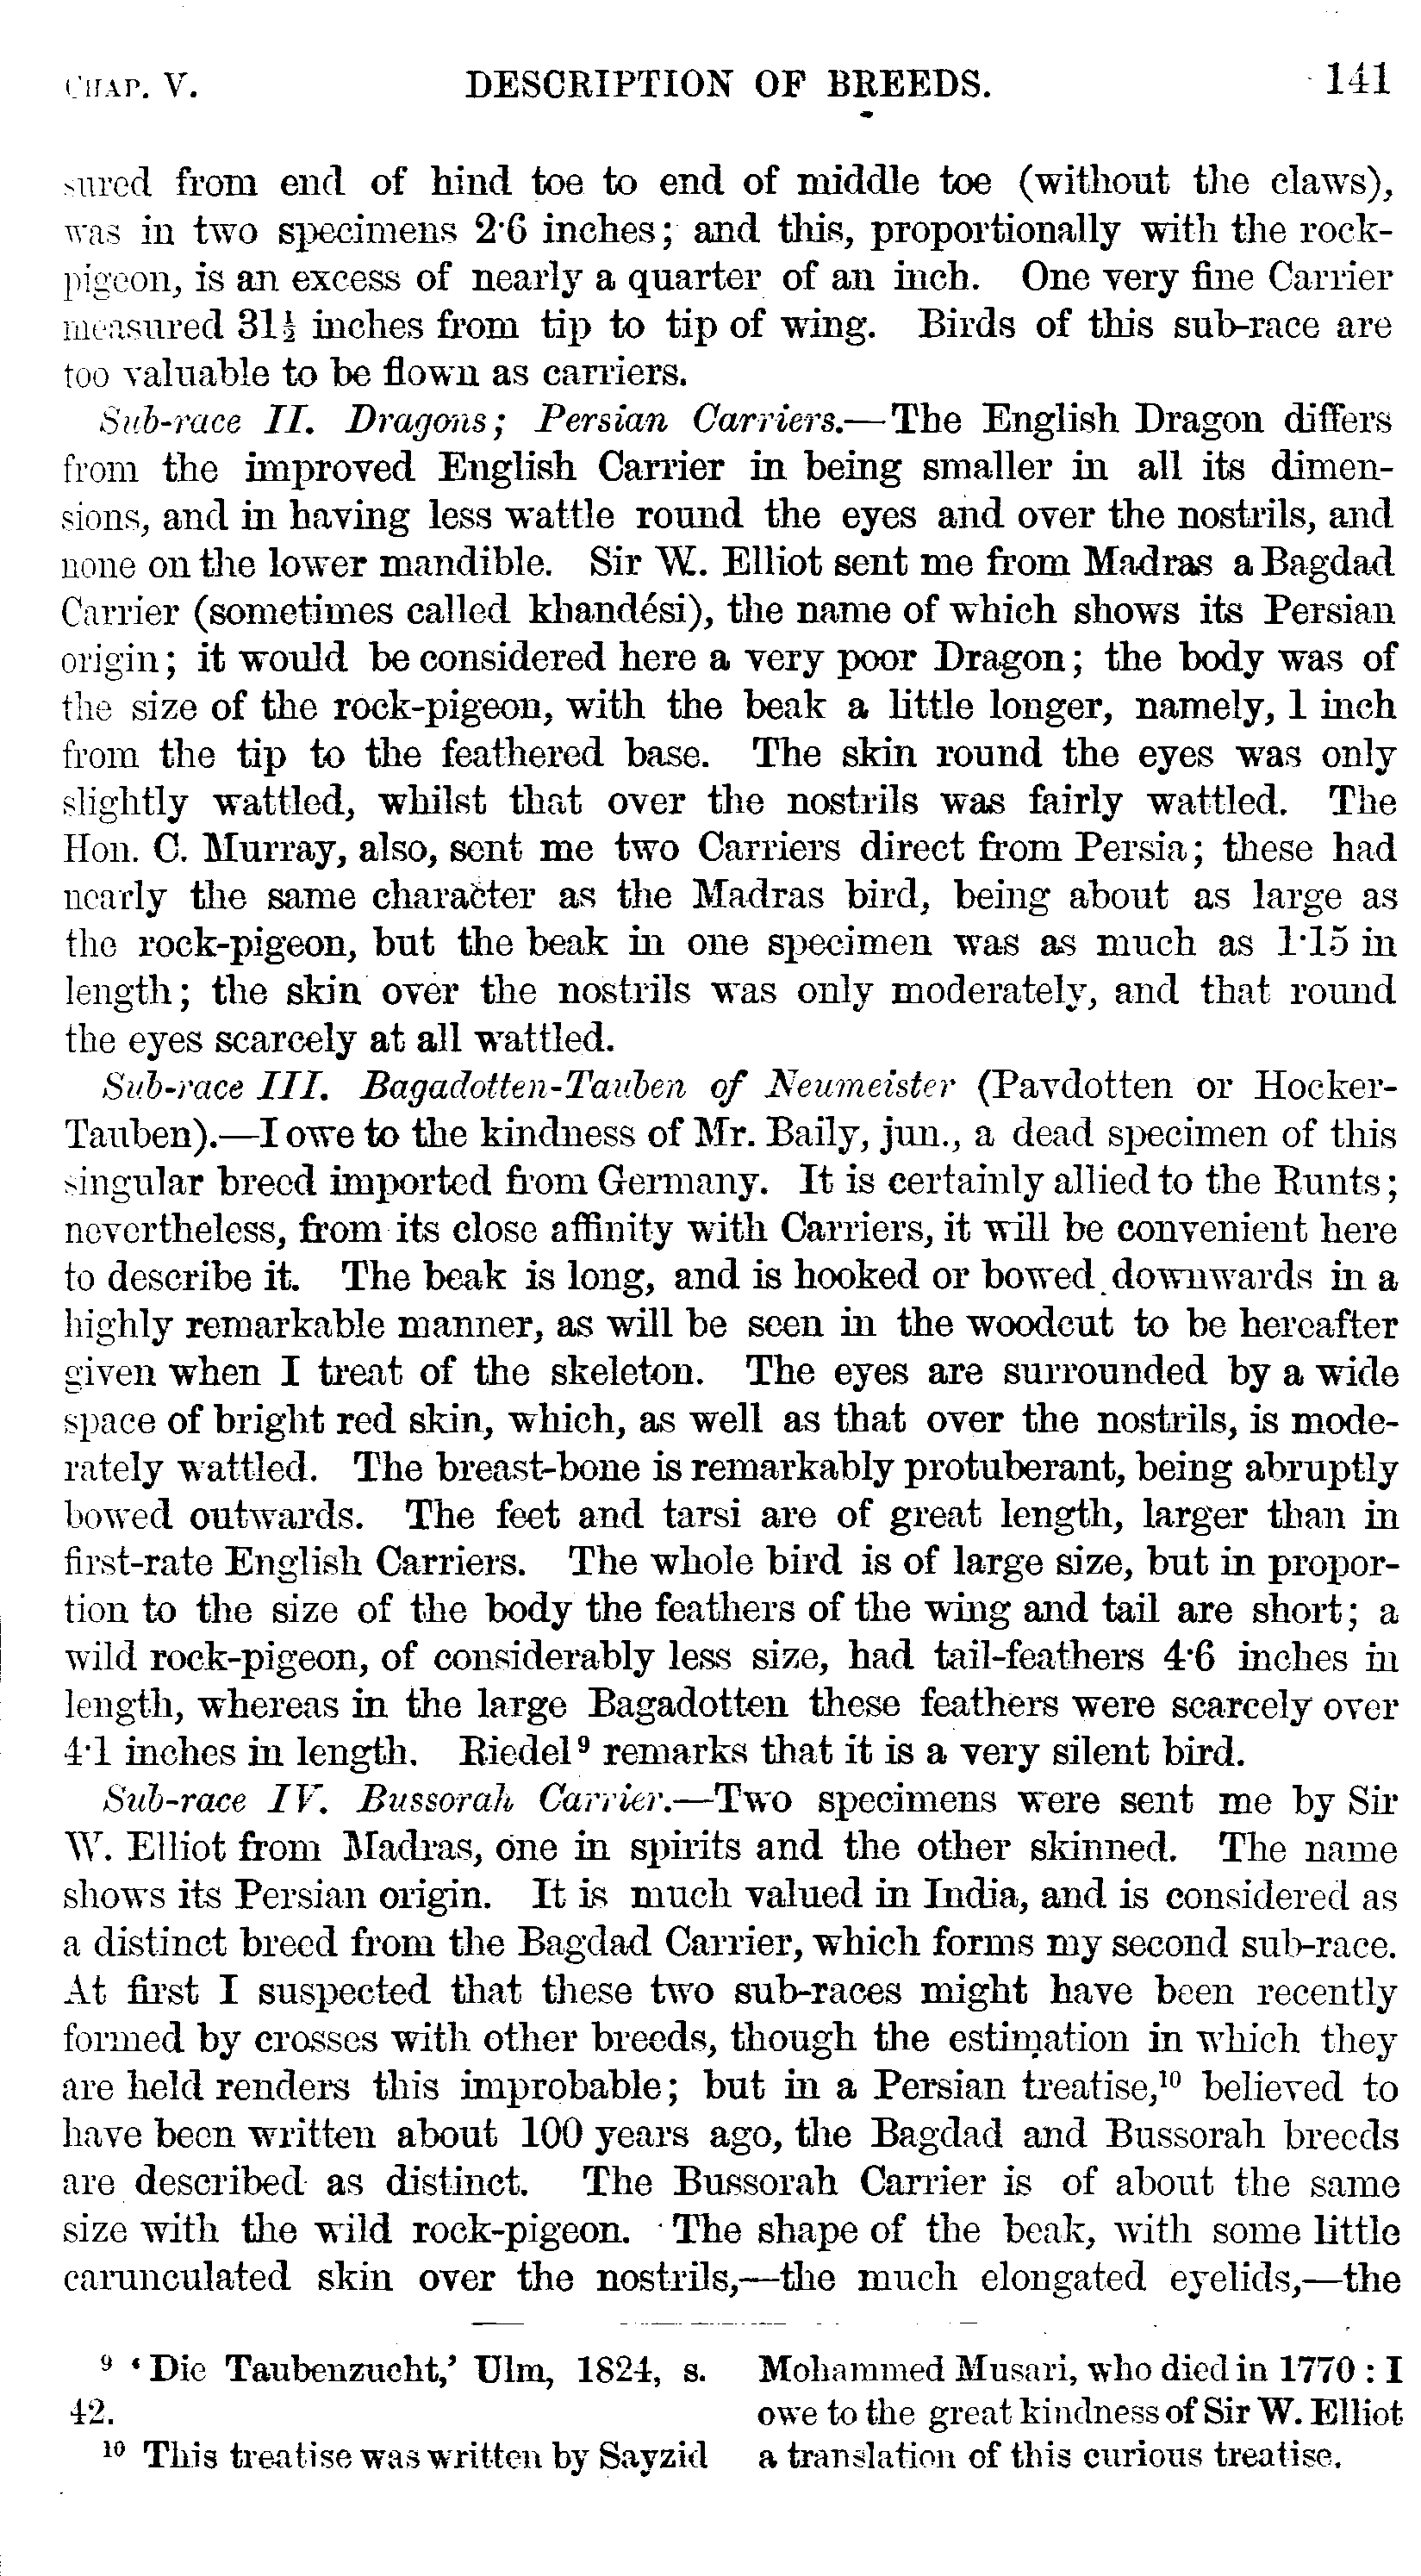 CHAP. V. DESCRIPTION OF BREEDS. 141
sured from end of hind toe to end of middle toe (without the claws),
was in two specimens 2·6 inches; and this, proportionally with the rock-
pigeon, is an excess of nearly a quarter of an inch. One very fine Carrier
measured 31½ inches from tip to tip of wing. Birds of this sub-race are
too valuable to be flown as carriers.
Sub-race II. Dragons; Persian Carriers.—The English Dragon differs
from the improved English Carrier in being smaller in all its dimen-
sions, and in having less wattle round the eyes and over the nostrils, and
none on the lower mandible. Sir W. Elliot sent me from Madras a Bagdad
Carrier (sometimes called khandési), the name of which shows its Persian
origin; it would be considered here a very poor Dragon; the body was of
the size of the rock-pigeon, with the beak a little longer, namely, 1 inch
from the tip to the feathered base. The skin round the eyes was only
slightly wattled, whilst that over the nostrils was fairly wattled. The
Hon. C. Murray, also, sent me two Carriers direct from Persia; these had
nearly the same character as the Madras bird, being about as large as
the rock-pigeon, but the beak in one specimen was as much as 1·15 in
length; the skin over the nostrils was only moderately, and that round
the eyes scarcely at all wattled.
Sub-race III. Bagadotten-Tauben of Neumeister (Pavdotten or Hocker-
Tauben).—I owe to the kindness of Mr. Baily, jun., a dead specimen of this
singular breed imported from Germany. It is certainly allied to the Runts;
nevertheless, from its close affinity with Carriers, it will be convenient here
to describe it. The beak is long, and is hooked or bowed downwards in a
highly remarkable manner, as will be seen in the woodcut to be hereafter
given when I treat of the skeleton. The eyes are surrounded by a wide
space of bright red skin, which, as well as that over the nostrils, is mode-
rately wattled. The breast-bone is remarkably protuberant, being abruptly
bowed outwards. The feet and tarsi are of great length, larger than in
first-rate English Carriers. The whole bird is of large size, but in propor-
tion to the size of the body the feathers of the wing and tail are short; a
wild rock-pigeon, of considerably less size, had tail-feathers 4·6 inches in
length, whereas in the large Bagadotten these feathers were scarcely over
4·1 inches in length. Riedel⁹ remarks that it is a very silent bird.
Sub-race IV. Bussorah Carrier.—Two specimens were sent me by Sir
W. Elliot from Madras, one in spirits and the other skinned. The name
shows its Persian origin. It is much valued in India, and is considered as
a distinct breed from the Bagdad Carrier, which forms my second sub-race.
At first I suspected that these two sub-races might have been recently
formed by crosses with other breeds, though the estimation in which they
are held renders this improbable; but in a Persian treatise,¹⁰ believed to
have been written about 100 years ago, the Bagdad and Bussorah breeds
are described as distinct. The Bussorah Carrier is of about the same
size with the wild rock-pigeon. The shape of the beak, with some little
carunculated skin over the nostrils,—the much elongated eyelids,—the
⁹ ‘Die Taubenzucht,’ Ulm, 1824, s.
42.
¹⁰ This treatise was written by Sayzid
Mohammed Musari, who died in 1770: I
owe to the great kindness of Sir W. Elliot
a translation of this curious treatise.